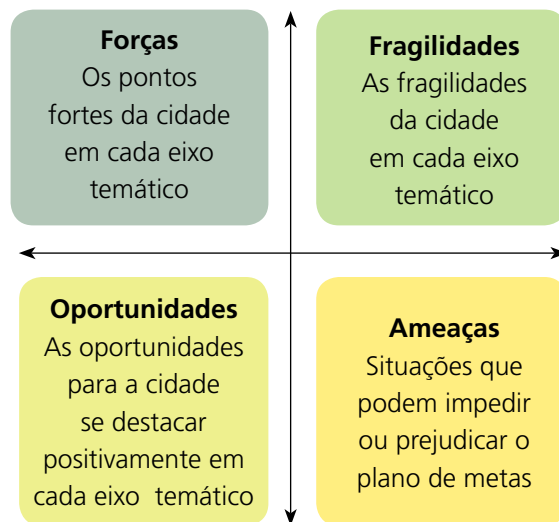 Forças
Os pontos
fortes da cidade
em cada eixo
temático
Fragilidades
As fragilidades
da cidade
em cada eixo
temático
Oportunidades
As oportunidades
para a cidade
se destacar
positivamente em
cada eixo temático
Ameaças
Situações que
podem impedir
ou prejudicar o
plano de metas